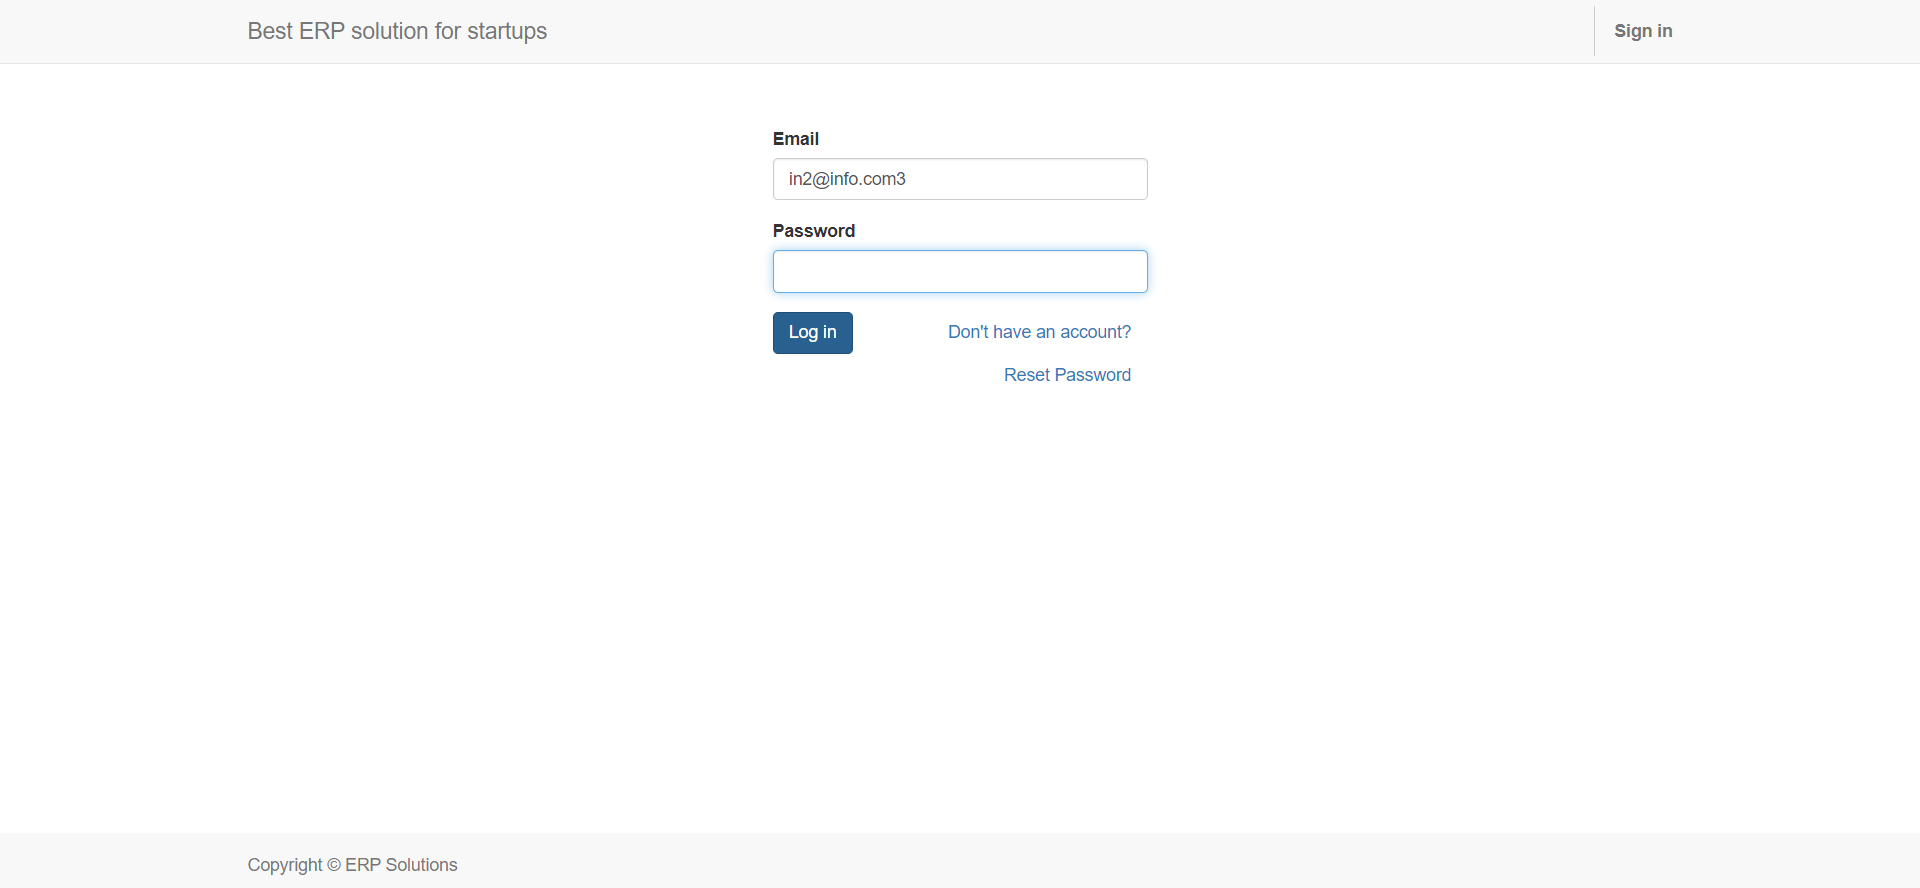 Best ERP solution for startups
Sign in
Email
in2@info.com3
Password
Log in
Don't have an account?
Reset Password
Copyright © ERP Solutions